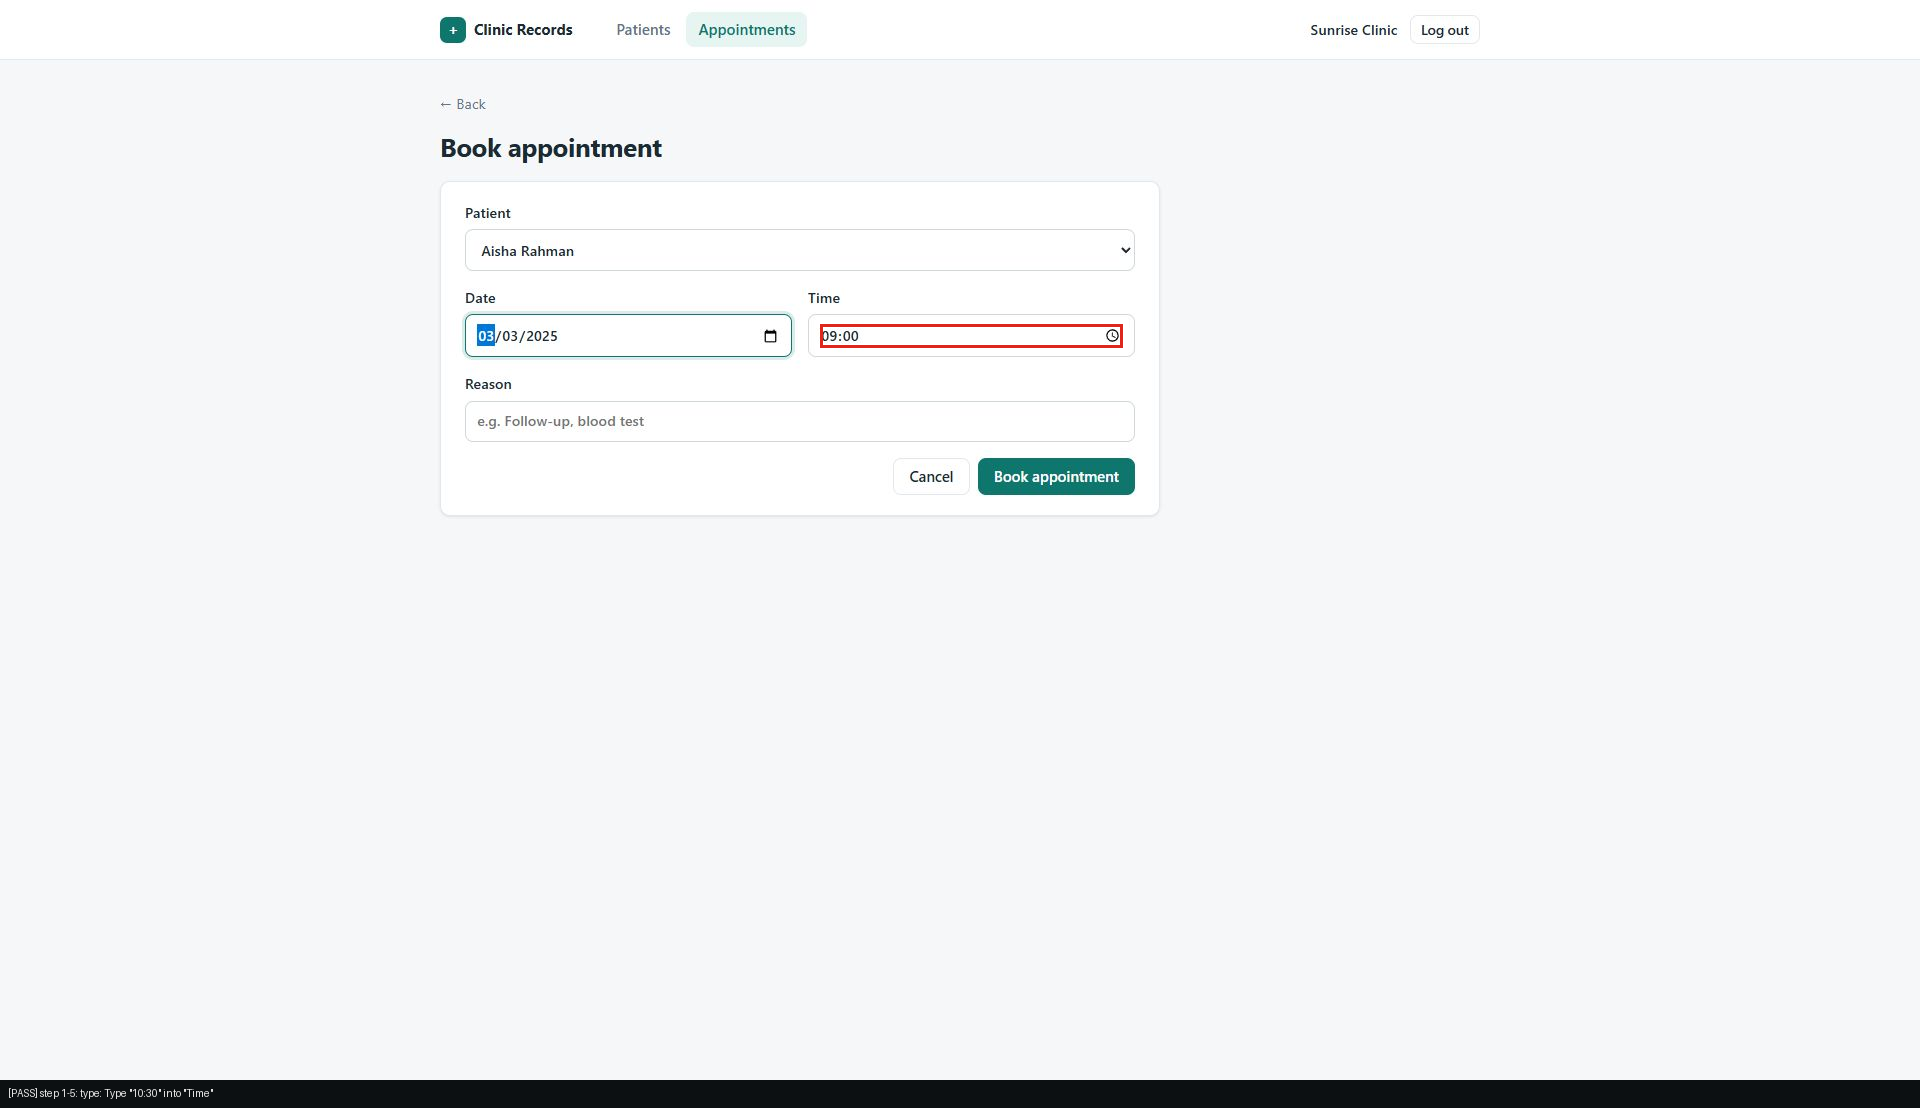 + Clinic Records Patients Appointments Sunrise Clinic Log out
← Back
Book appointment
Patient
Aisha Rahman
Date Time
03/03/2025 09:00
Reason
e.g. Follow-up, blood test
Cancel Book appointment
[PASS] step 1-5: type: Type "10:30" into "Time"